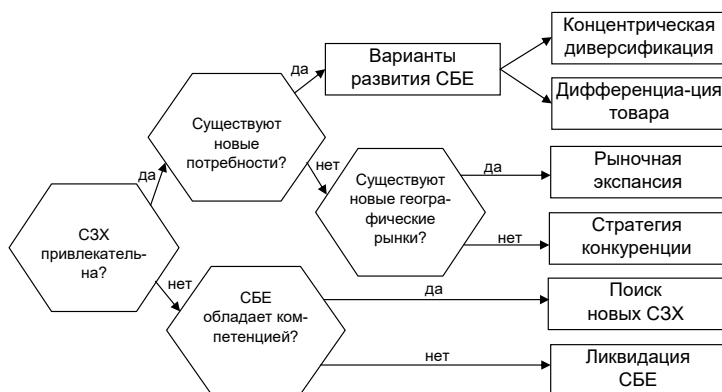 Концентрическая
диверсификация
да
Варианты
развития СБЕ
Дифференциа-ция
товара
Существуют
новые
потребности?
нет
да
Существуют
новые геогра-
фические
рынки?
да
Рыночная
экспансия
СЗХ
привлекатель-
на?
нет
Стратегия
конкуренции
нет
СБЕ
обладает ком-
петенцией?
да
Поиск
новых СЗХ
нет
Ликвидация
СБЕ